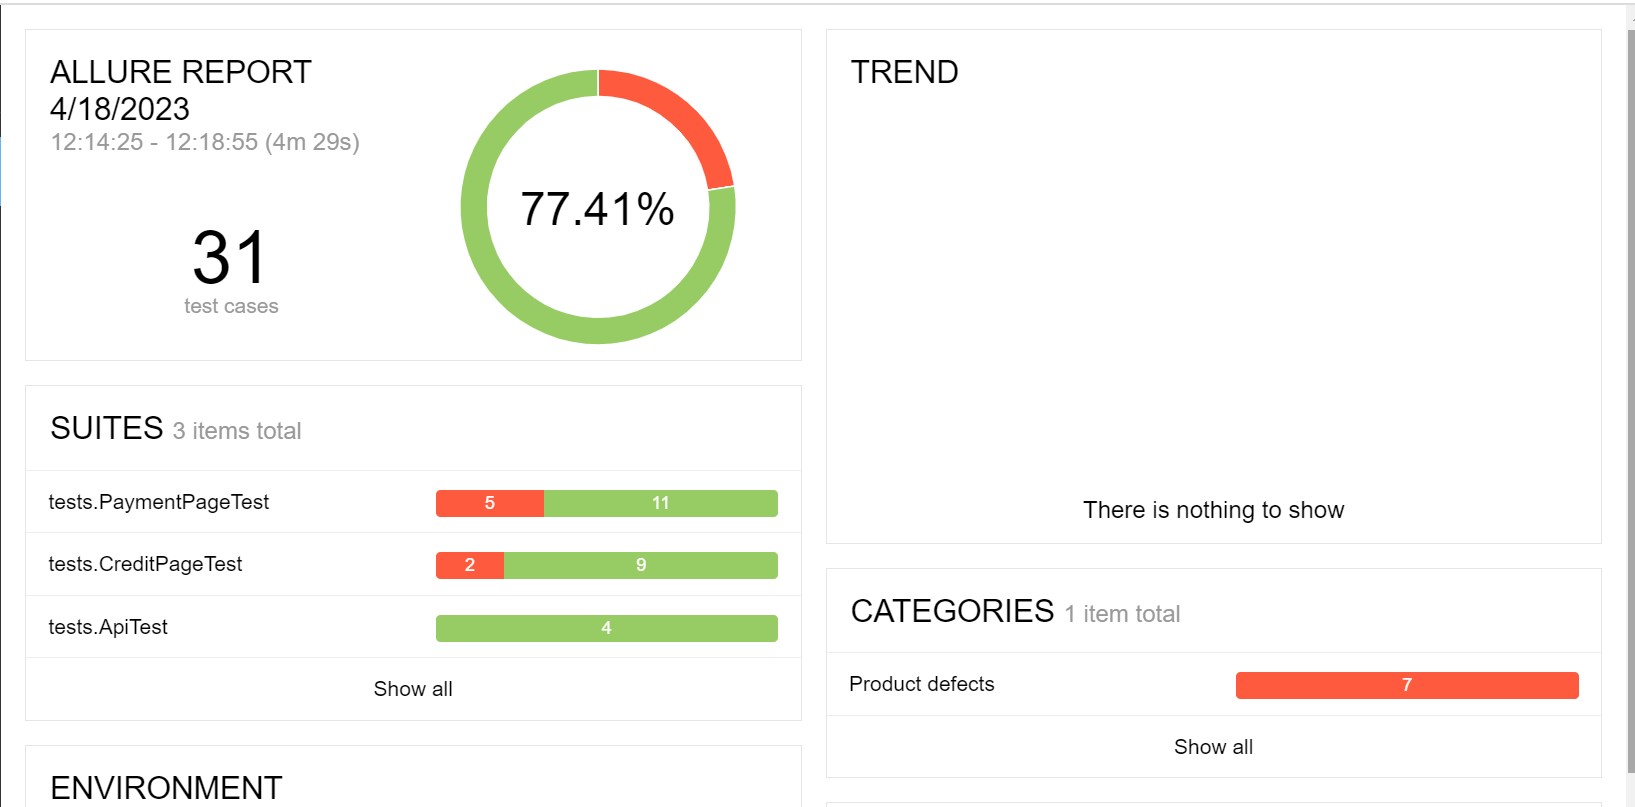 ALLURE REPORT
4/18/2023
12:14:25 - 12:18:55 (4m 29s)
31
test cases
77.41%
SUITES 3 items total
tests.PaymentPageTest 5 11
tests.CreditPageTest 2 9
tests.ApiTest 4
Show all
ENVIRONMENT
TREND
There is nothing to show
CATEGORIES 1 item total
Product defects 7
Show all